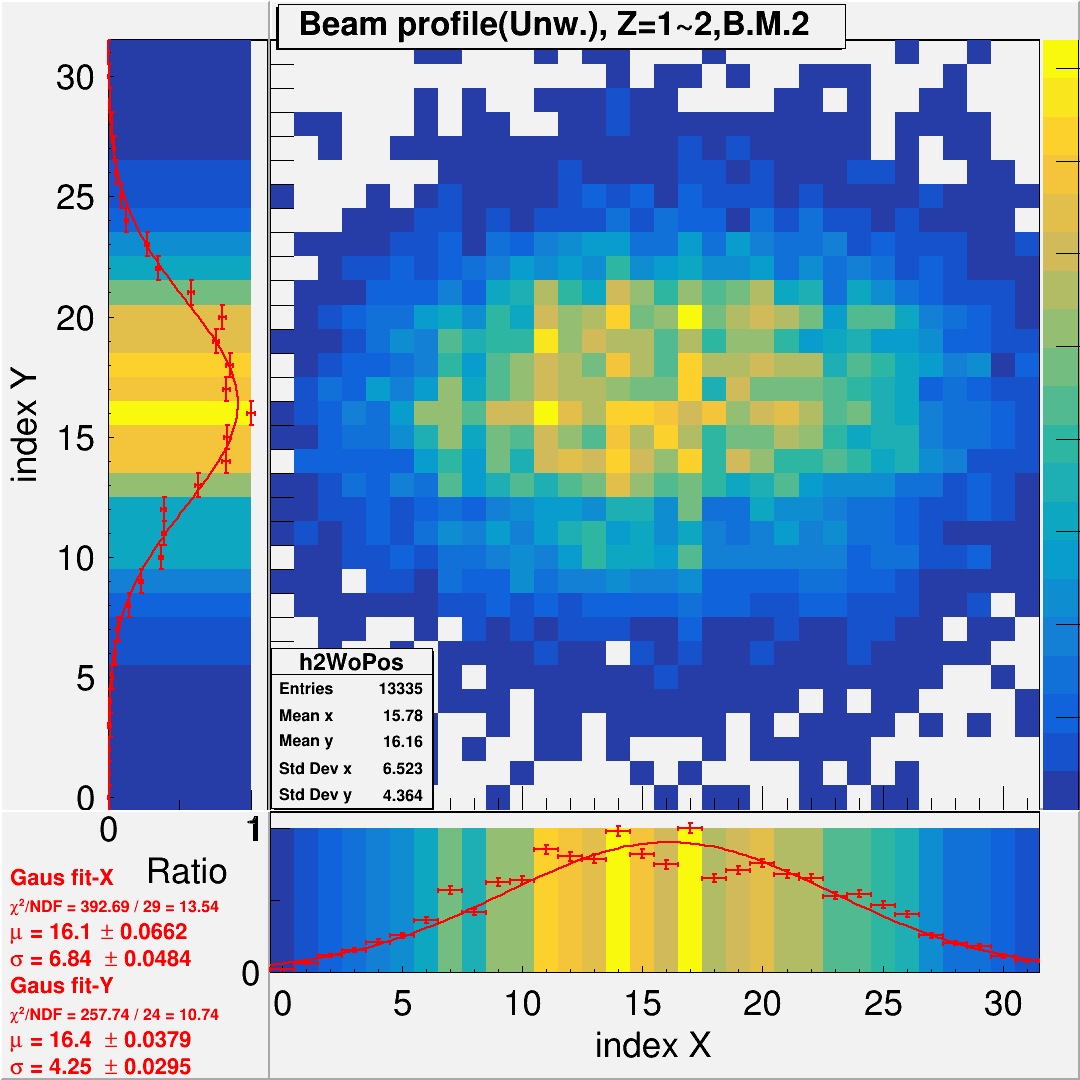 Beam profile(Unw.), Z=1~2,B.M.2
30
25
20
15
10
5
0
index Y
0
1
Ratio
h2WoPos
Entries 13335
Mean x 15.78
Mean y 16.16
Std Dev x 6.523
Std Dev y 4.364
1
0
0 5 10 15 20 25 30
index X
Gaus fit-X
χ²/NDF = 392.69 / 29 = 13.54
μ = 16.1 ± 0.0662
σ = 6.84 ± 0.0484
Gaus fit-Y
χ²/NDF = 257.74 / 24 = 10.74
μ = 16.4 ± 0.0379
σ = 4.25 ± 0.0295